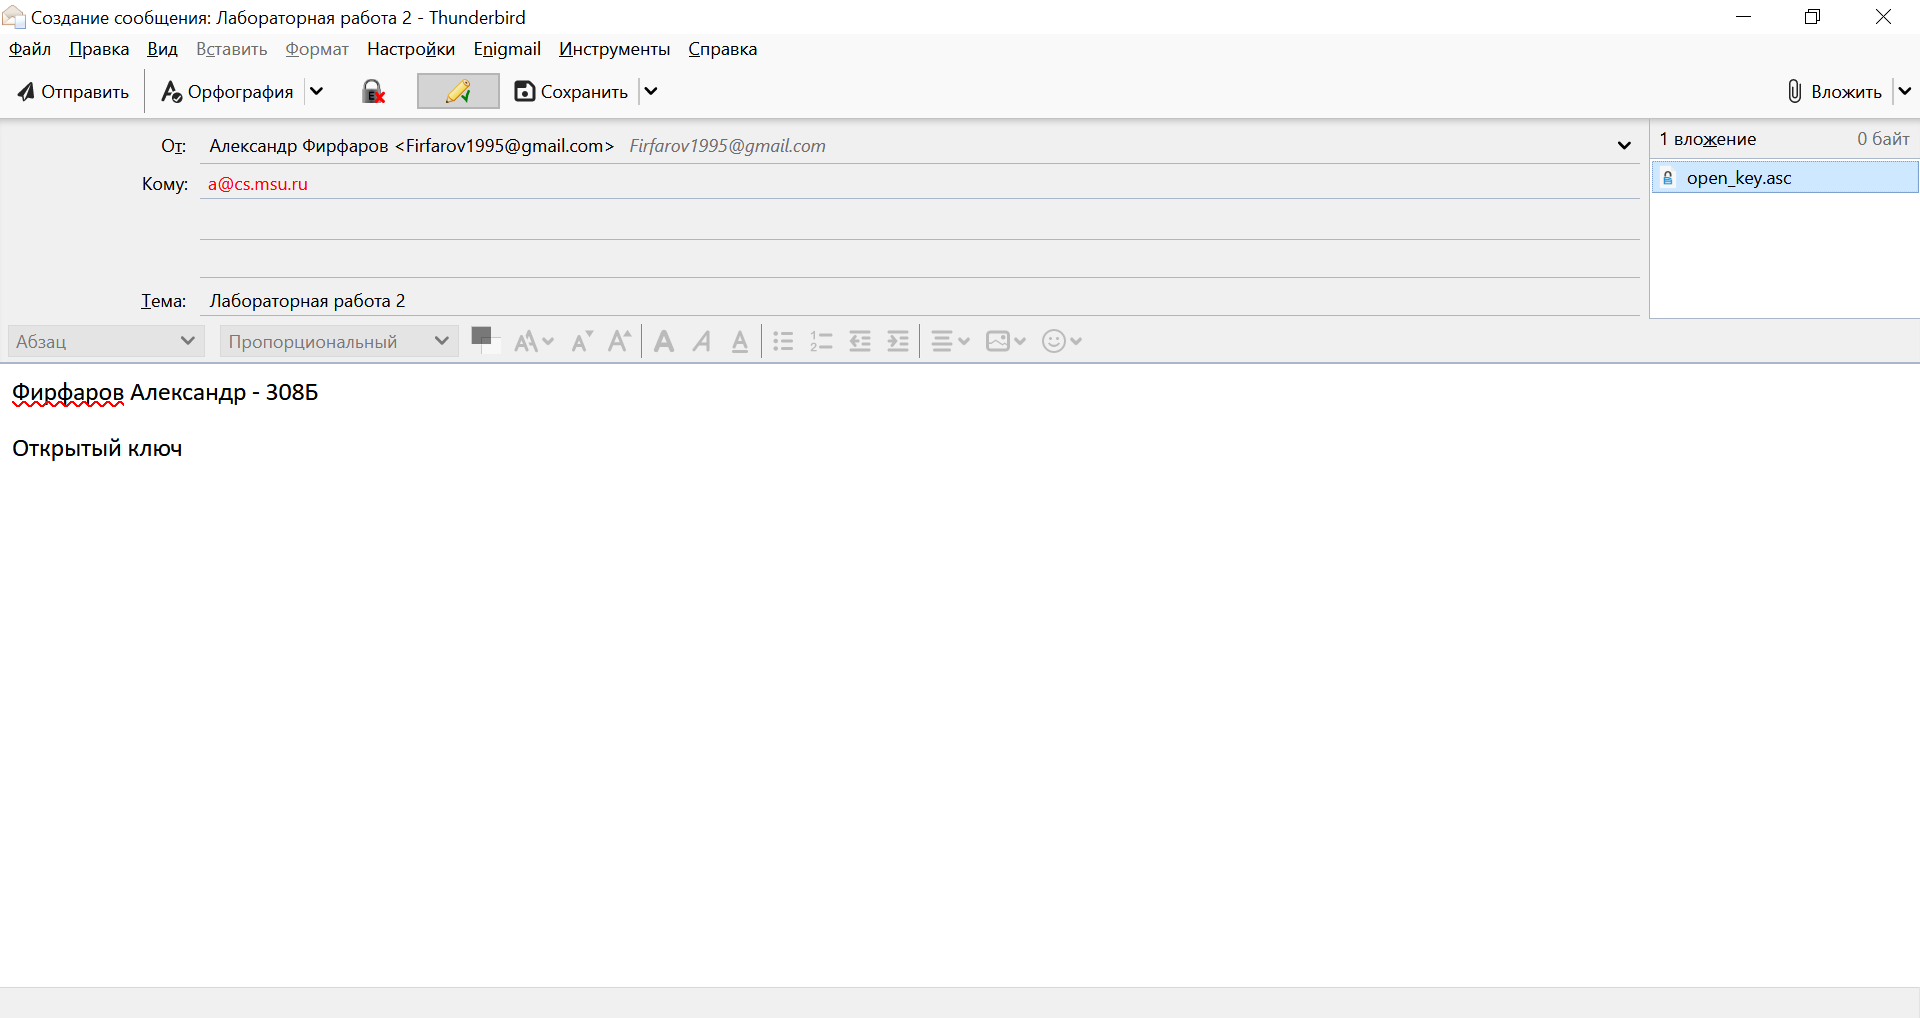 Создание сообщения: Лабораторная работа 2 - Thunderbird
Файл Правка Вид Вставить Формат Настройки Enigmail Инструменты Справка
Отправить Орфография Сохранить Вложить
От: Александр Фирфаров <Firfarov1995@gmail.com> Firfarov1995@gmail.com
1 вложение 0 байт
Кому: a@cs.msu.ru
open_key.asc
Тема: Лабораторная работа 2
Абзац Пропорциональный
Фирфаров Александр - 308Б
Открытый ключ